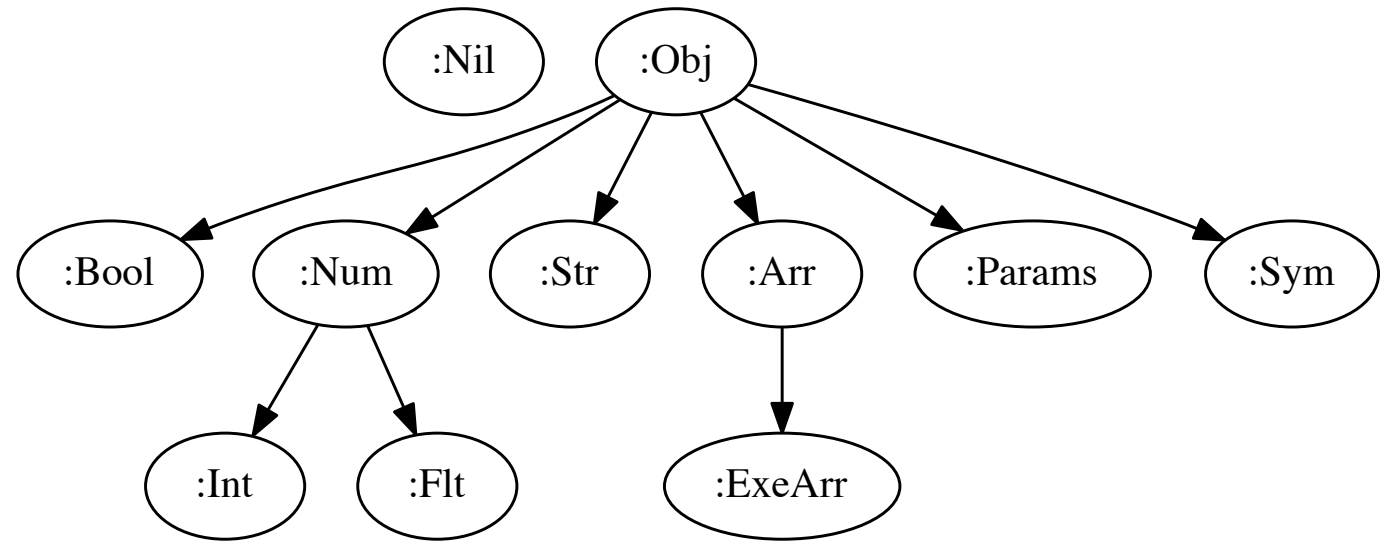 :Nil
:Obj
:Bool
:Num
:Str
:Arr
:Params
:Sym
:Int
:Flt
:ExeArr